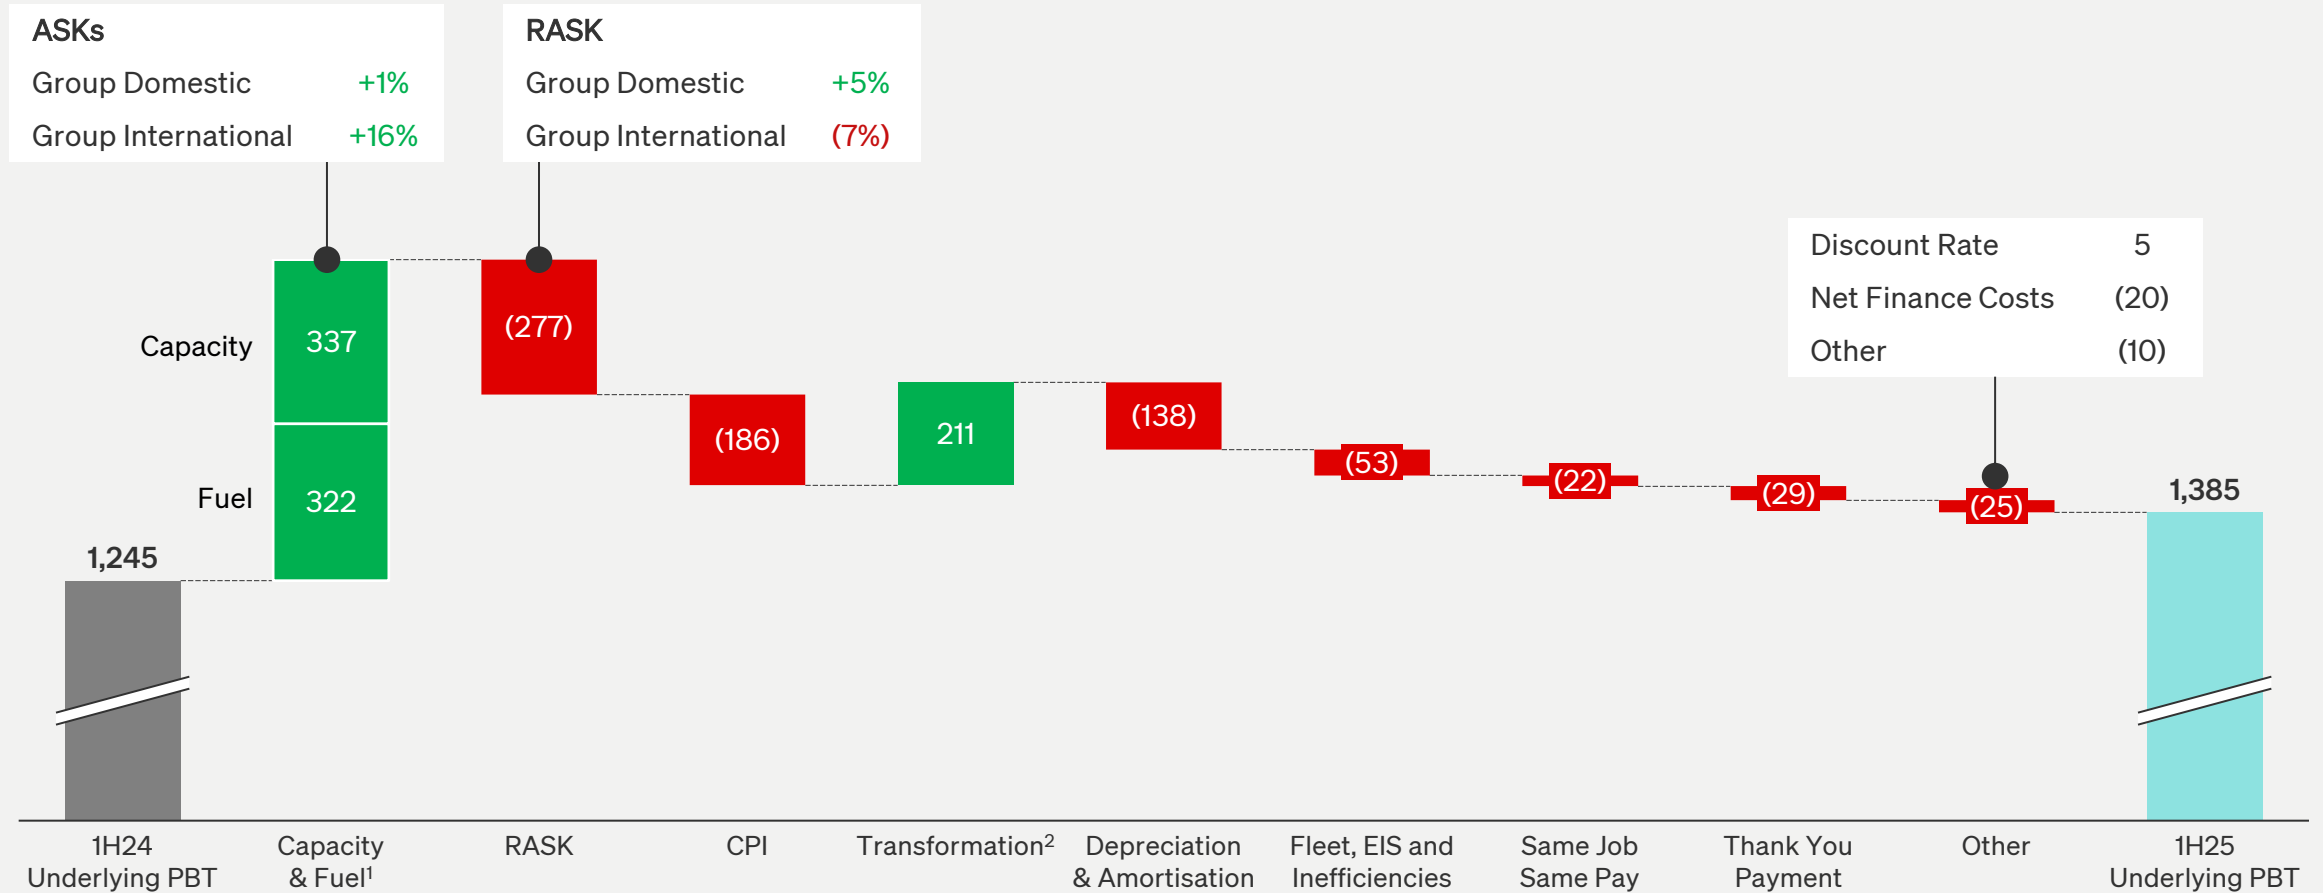 ASKs
Group Domestic +1%
Group International +16%
RASK
Group Domestic +5%
Group International (7%)
Discount Rate 5
Net Finance Costs (20)
Other (10)
Capacity
337
Fuel
322
1,245
(277)
(186)
211
(138)
(53)
(22)
(29)
(25)
1,385
1H24
Underlying PBT
Capacity
& Fuel¹
RASK
CPI
Transformation²
Depreciation
& Amortisation
Fleet, EIS and
Inefficiencies
Same Job
Same Pay
Thank You
Payment
Other
1H25
Underlying PBT